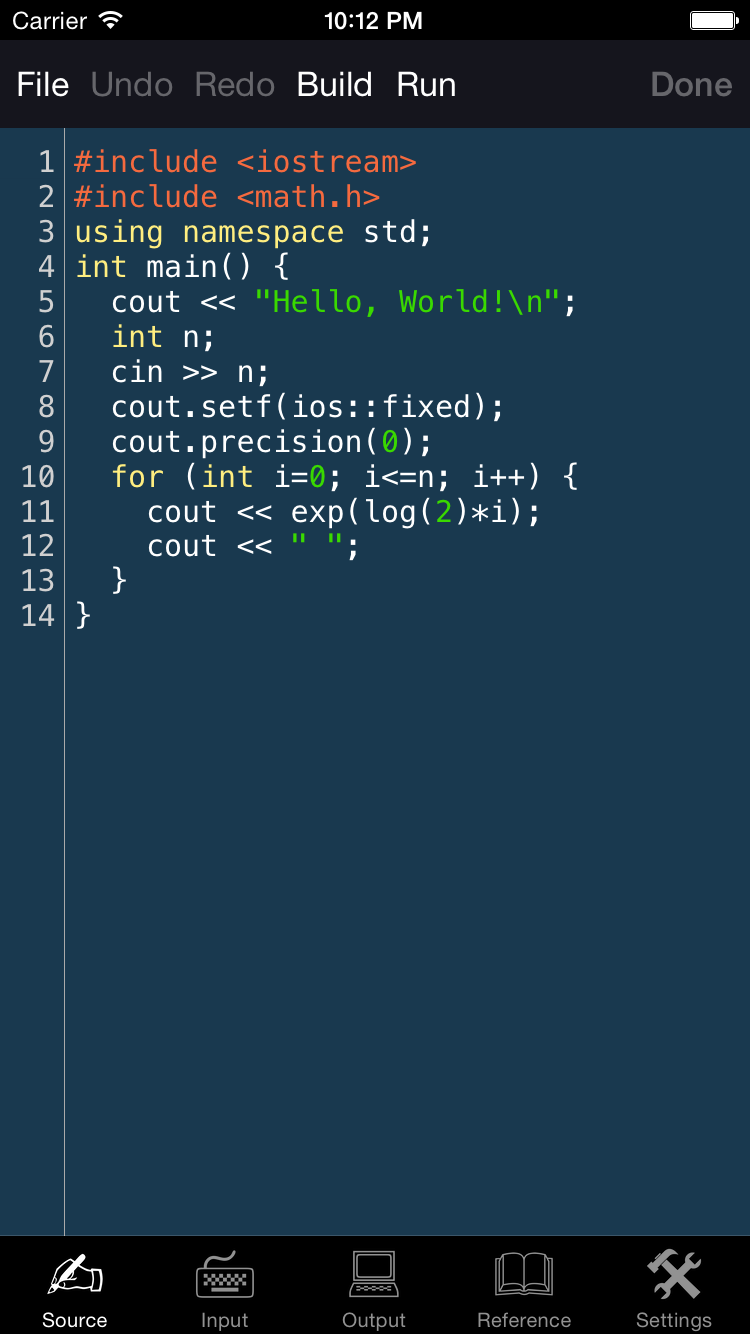 Carrier 10:12 PM
File Undo Redo Build Run Done
1 #include <iostream>
2 #include <math.h>
3 using namespace std;
4 int main() {
5   cout << "Hello, World!\n";
6   int n;
7   cin >> n;
8   cout.setf(ios::fixed);
9   cout.precision(0);
10   for (int i=0; i<=n; i++) {
11     cout << exp(log(2)*i);
12     cout << " ";
13   }
14 }
Source Input Output Reference Settings